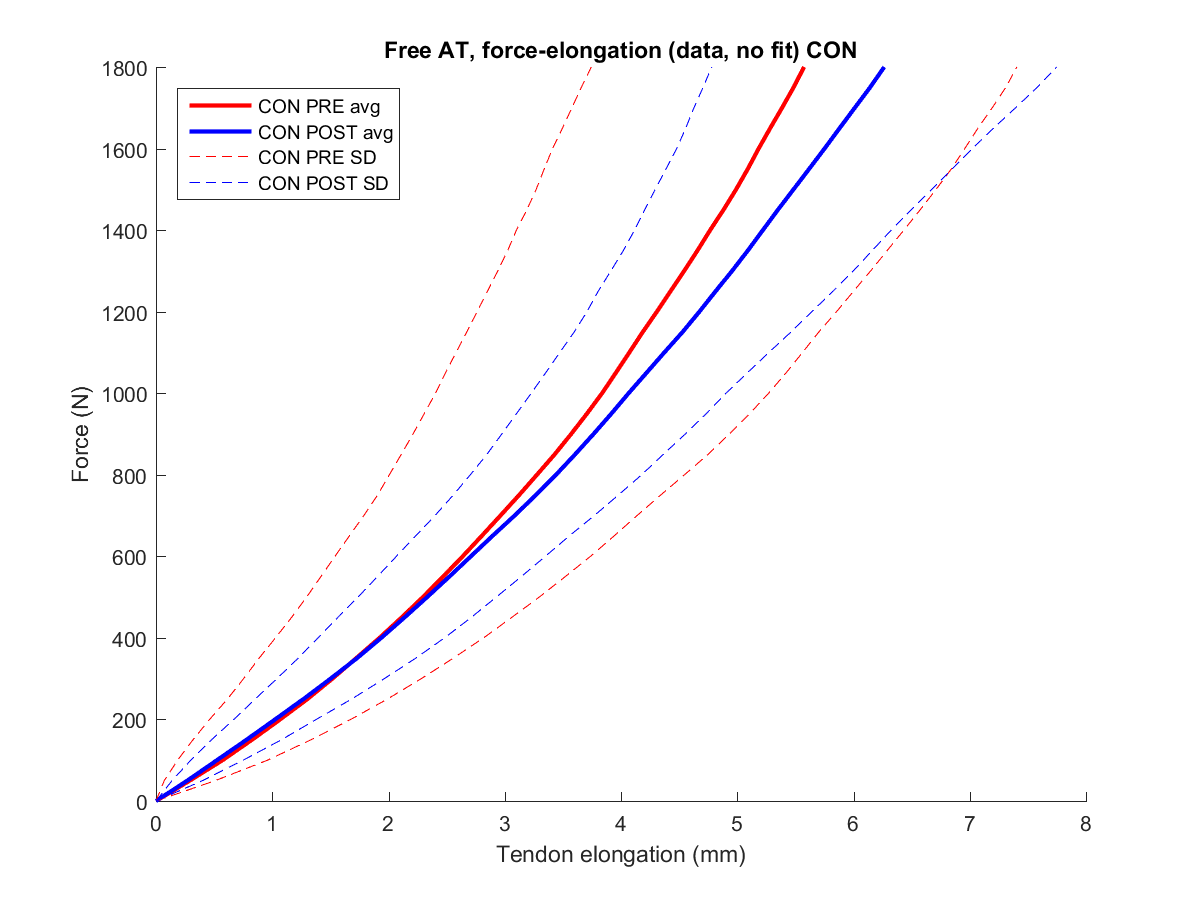 Free AT, force-elongation (data, no fit) CON
CON PRE avg
CON POST avg
CON PRE SD
CON POST SD
1800
1600
1400
1200
1000
800
600
400
200
0
Force (N)
0 1 2 3 4 5 6 7 8
Tendon elongation (mm)